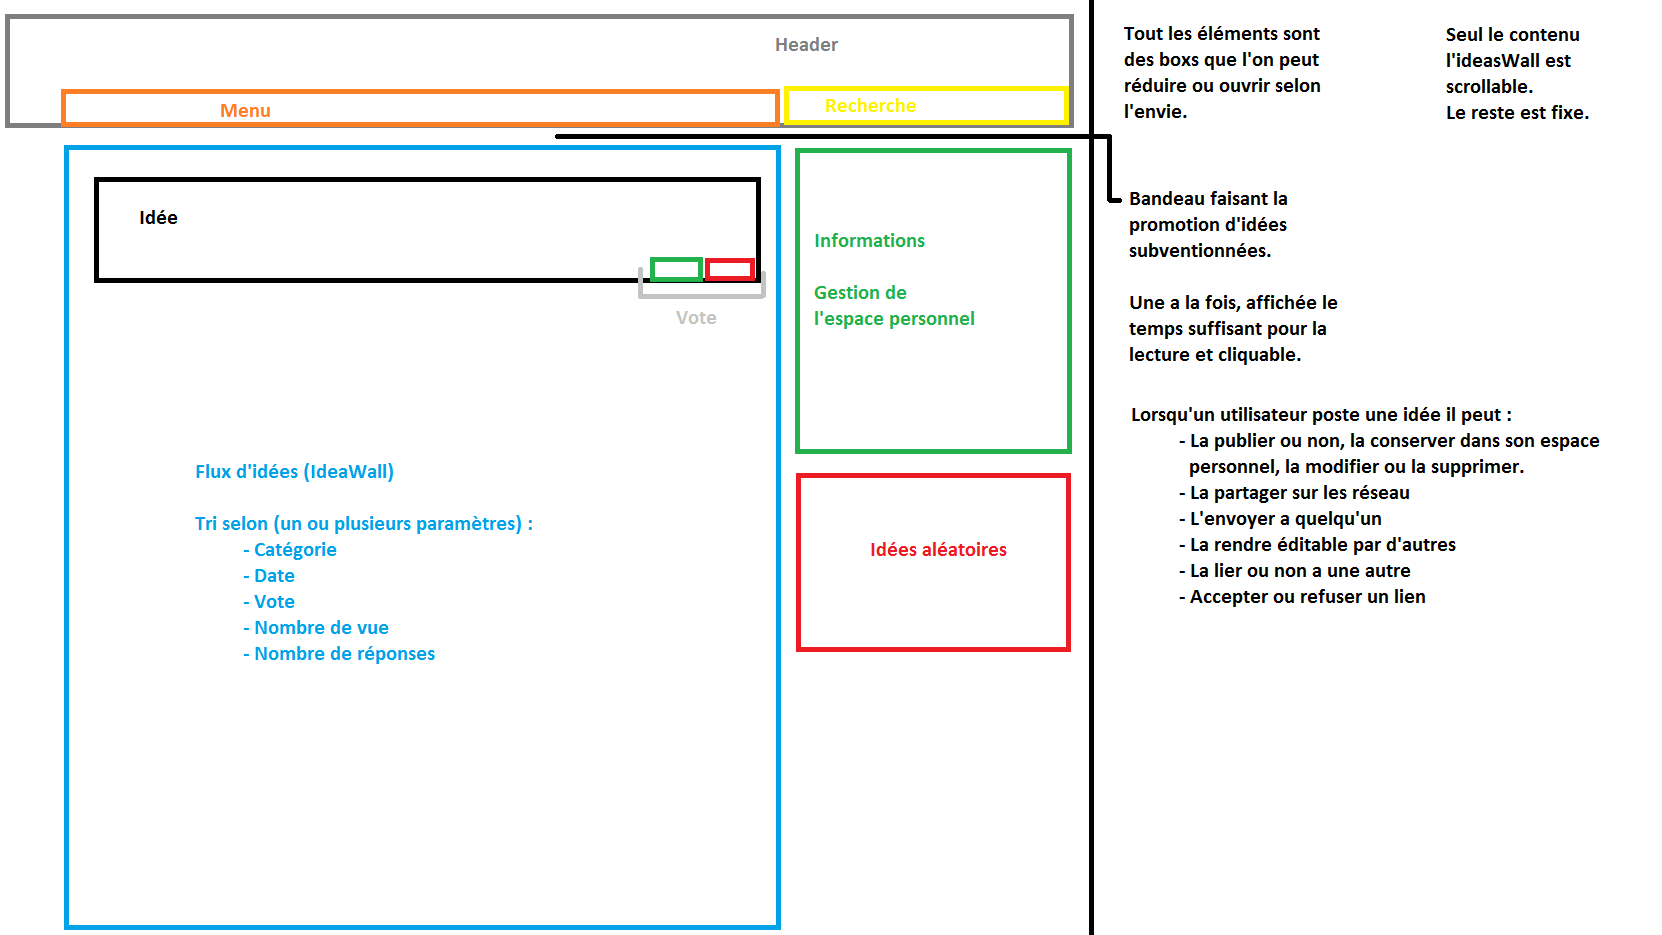 Header
Menu
Recherche
Idée
Vote
Flux d'idées (IdeaWall)
Tri selon (un ou plusieurs paramètres) :
- Catégorie
- Date
- Vote
- Nombre de vue
- Nombre de réponses
Informations
Gestion de
l'espace personnel
Idées aléatoires
Tout les éléments sont
des boxs que l'on peut
réduire ou ouvrir selon
l'envie.
Seul le contenu
l'ideasWall est
scrollable.
Le reste est fixe.
Bandeau faisant la
promotion d'idées
subventionnées.
Une a la fois, affichée le
temps suffisant pour la
lecture et cliquable.
Lorsqu'un utilisateur poste une idée il peut :
- La publier ou non, la conserver dans son espace
personnel, la modifier ou la supprimer.
- La partager sur les réseau
- L'envoyer a quelqu'un
- La rendre éditable par d'autres
- La lier ou non a une autre
- Accepter ou refuser un lien